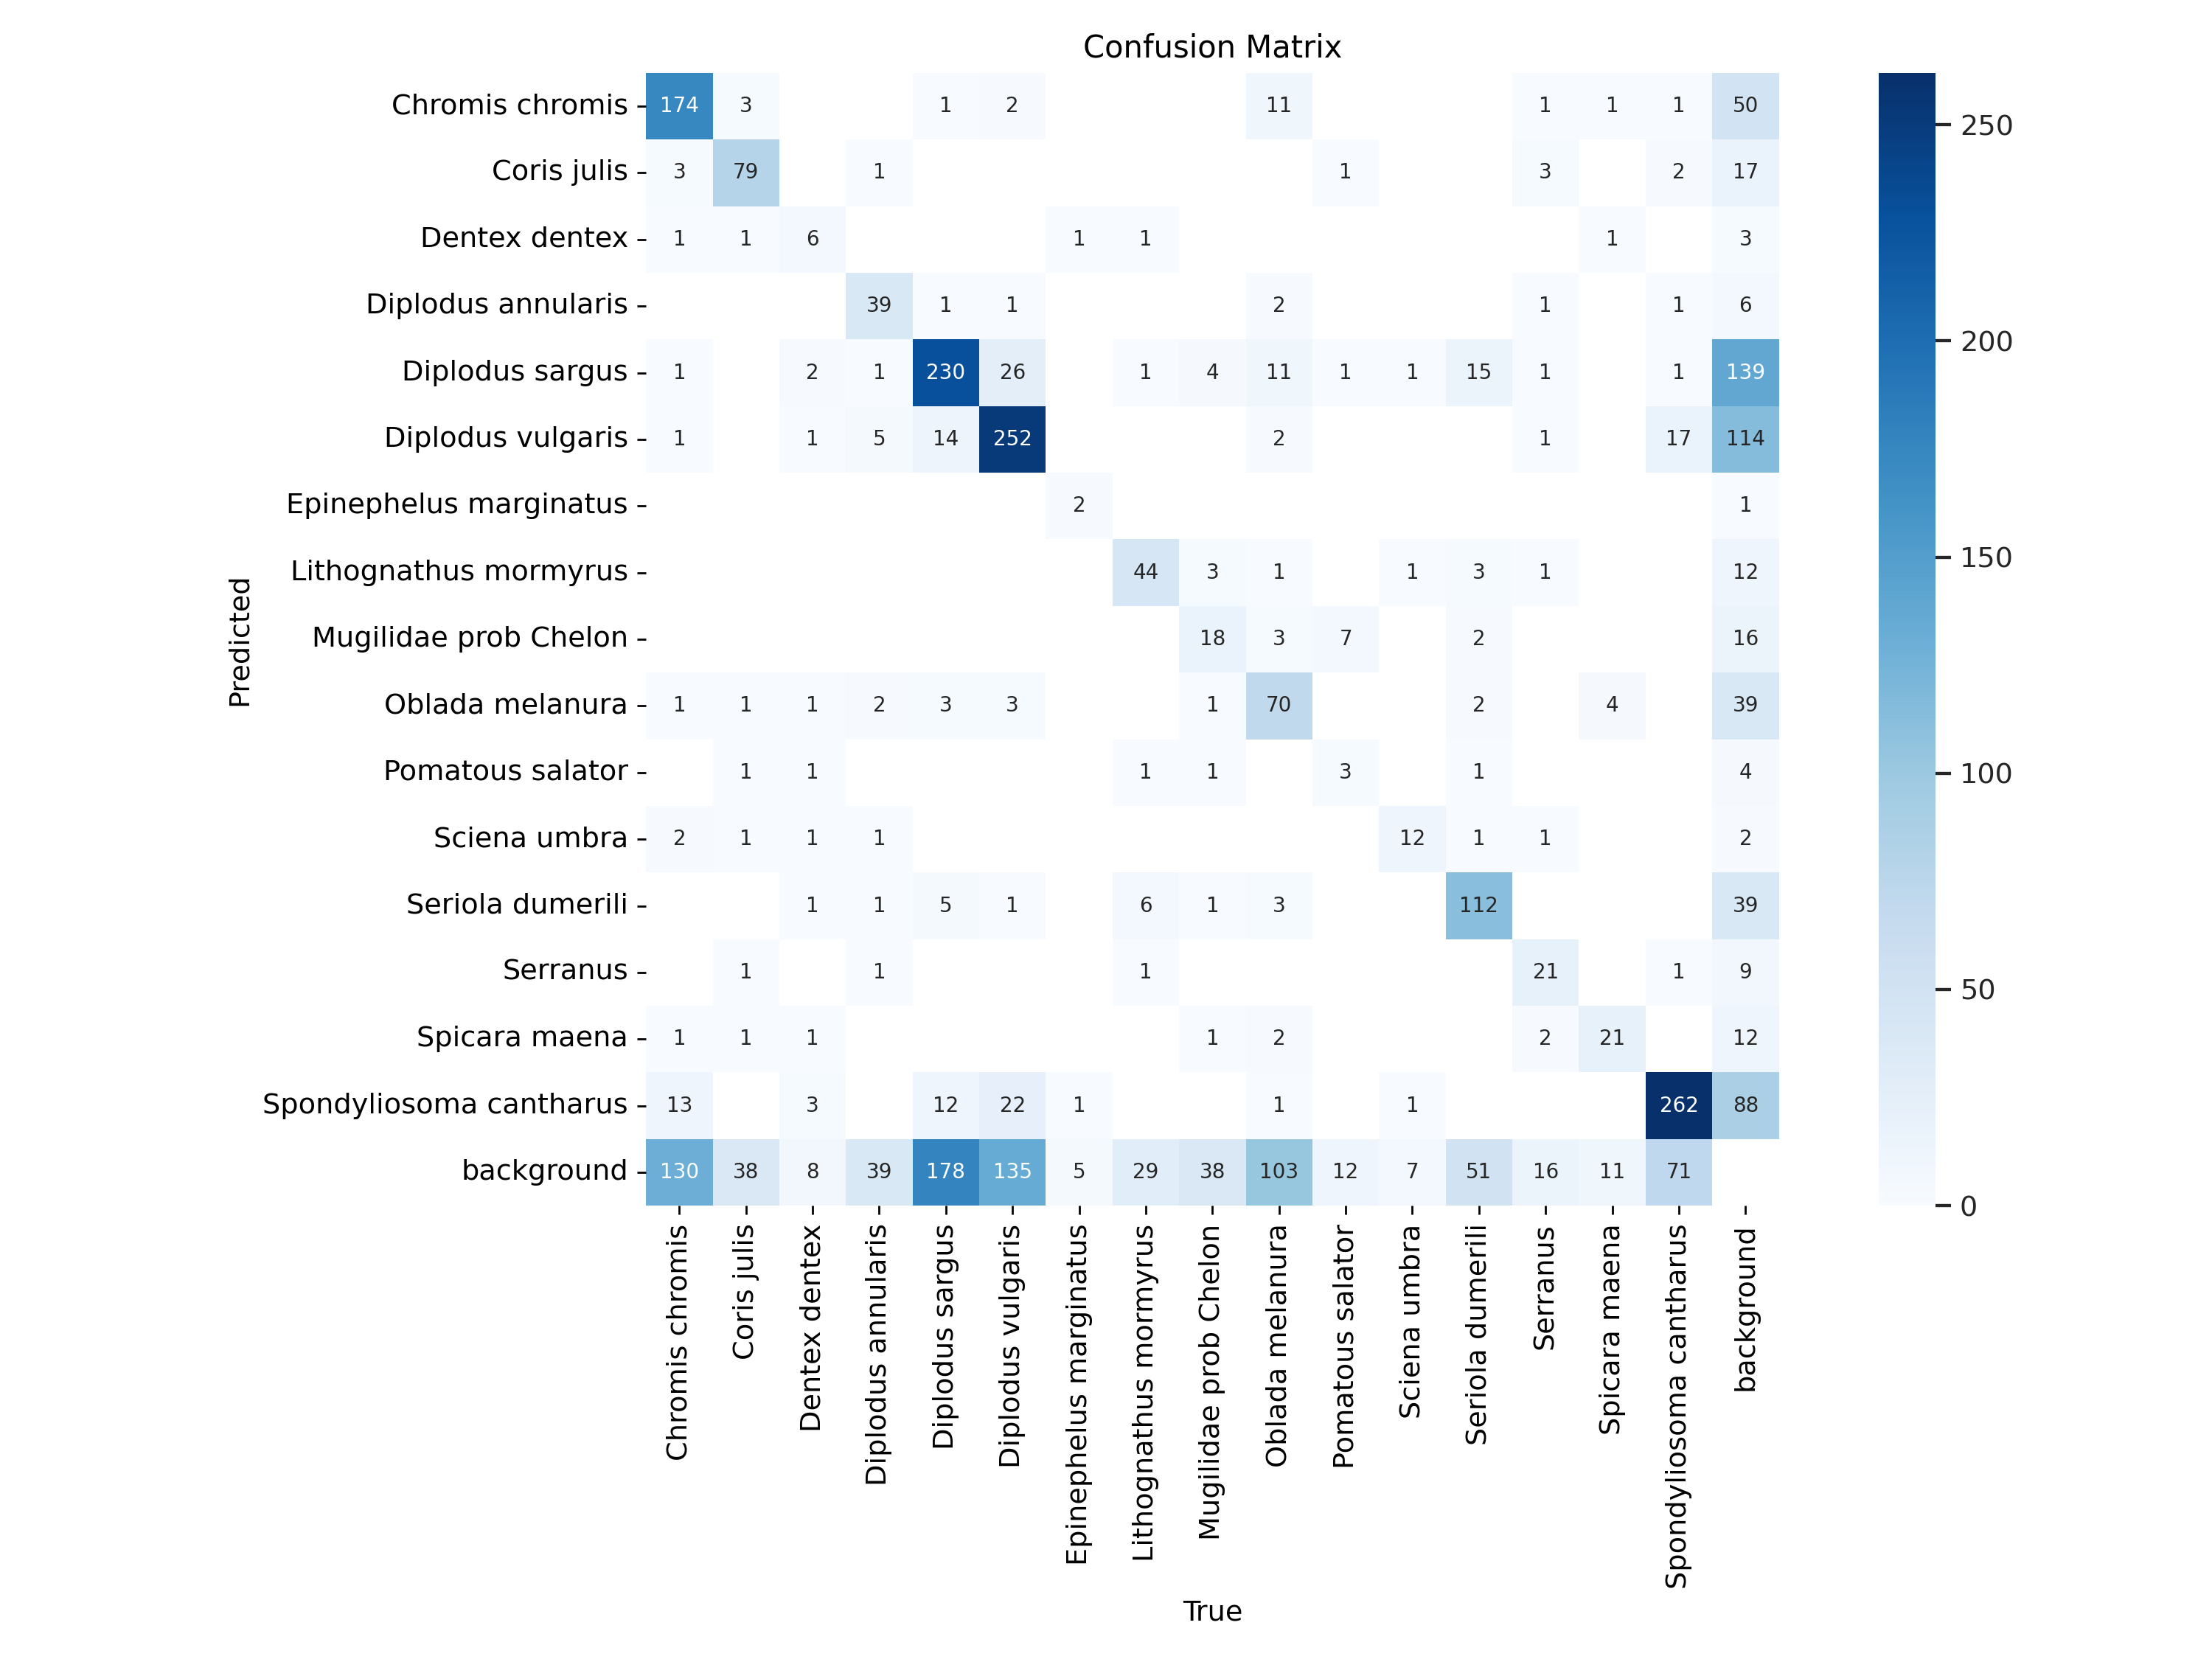 Confusion Matrix
Chromis chromis 174 3 1 2 11 1 1 1 50
Coris julis 3 79 1 1 3 2 17
Dentex dentex 1 1 6 1 1 1 3
Diplodus annularis 39 1 1 2 1 1 6
Diplodus sargus 1 2 1 230 26 1 4 11 1 1 15 1 1 139
Diplodus vulgaris 1 1 5 14 252 2 1 17 114
Epinephelus marginatus 2 1
Lithognathus mormyrus 44 3 1 1 3 1 12
Mugilidae prob Chelon 18 3 7 2 16
Oblada melanura 1 1 1 2 3 3 1 70 2 4 39
Pomatous salator 1 1 1 1 3 1 4
Sciena umbra 2 1 1 1 12 1 1 2
Seriola dumerili 1 1 5 1 6 1 3 112 39
Serranus 1 1 1 21 1 9
Spicara maena 1 1 1 1 2 2 21 12
Spondyliosoma cantharus 13 3 12 22 1 1 1 262 88
background 130 38 8 39 178 135 5 29 38 103 12 7 51 16 11 71
Predicted
Chromis chromis
Coris julis
Dentex dentex
Diplodus annularis
Diplodus sargus
Diplodus vulgaris
Epinephelus marginatus
Lithognathus mormyrus
Mugilidae prob Chelon
Oblada melanura
Pomatous salator
Sciena umbra
Seriola dumerili
Serranus
Spicara maena
Spondyliosoma cantharus
background
True
250
200
150
100
50
0